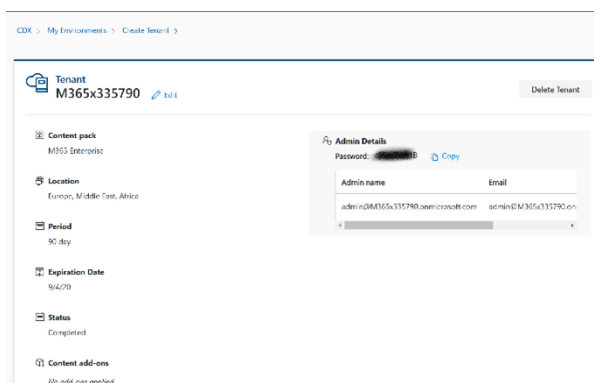 CDX > My Environments > Create Tenant >
Tenant
M365x335790 Edit
Delete Tenant
Content pack
M365 Enterprise
Location
Europe, Middle East, Africa
Period
90 day
Expiration Date
9/4/20
Status
Completed
Content add-ons
No add-ons applied
Admin Details
Password: B Copy
Admin name Email
admin@M365x335790.onmicrosoft.com admin@M365x335790.on